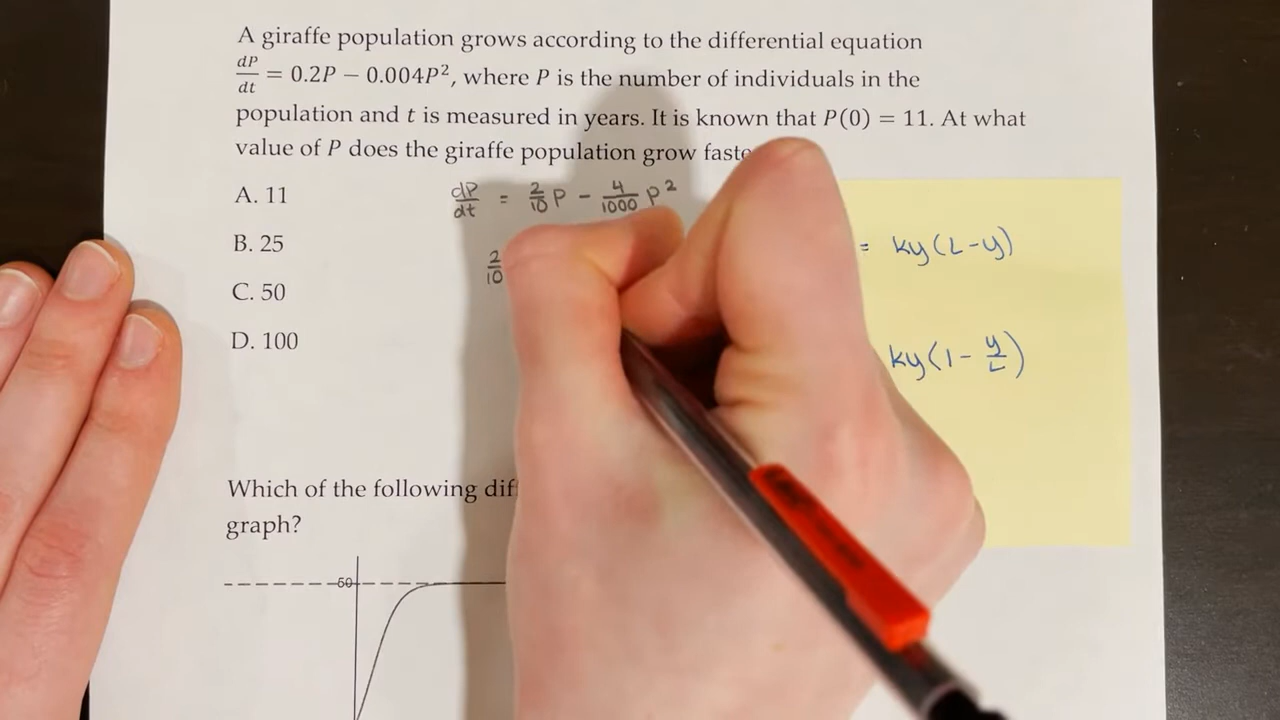 A giraffe population grows according to the differential equation
dP/dt = 0.2P − 0.004P², where P is the number of individuals in the
population and t is measured in years. It is known that P(0) = 11. At what
value of P does the giraffe population grow
A. 11
B. 25
C. 50
D. 100
dP/dt = 2/10 P - 4/1000 P²
2/10
= ky(L-y)
ky(1 - y/L)
Which of the following
graph?
50